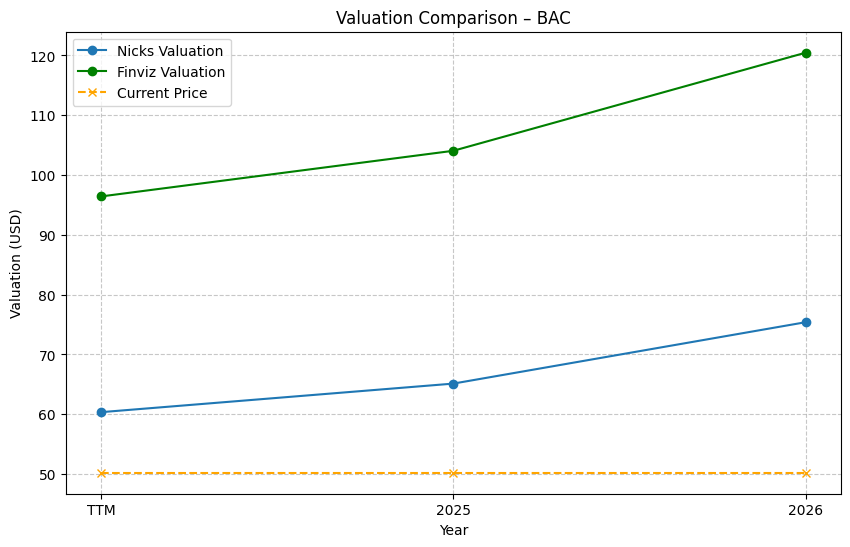 Valuation Comparison – BAC
Nicks Valuation
Finviz Valuation
Current Price
Valuation (USD)
120
110
100
90
80
70
60
50
TTM
2025
2026
Year